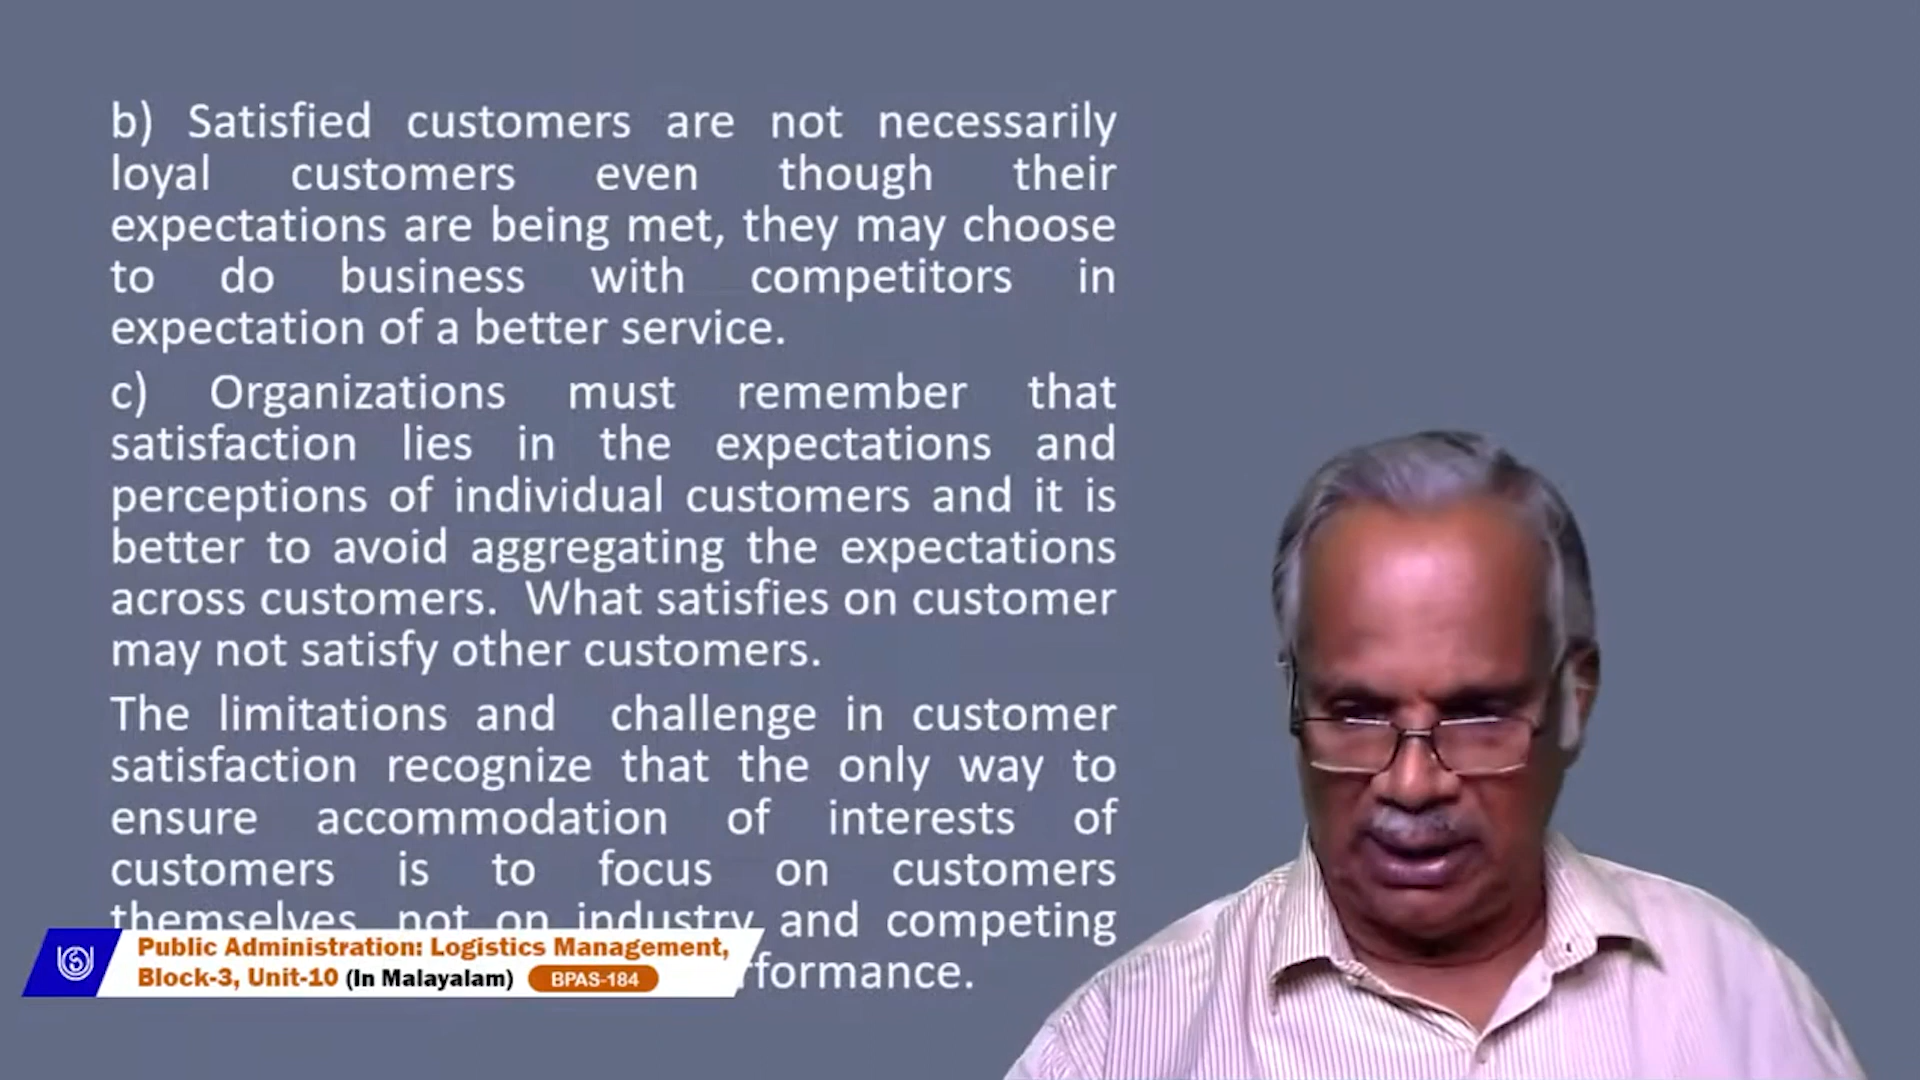 b) Satisfied customers are not necessarily
loyal customers even though their
expectations are being met, they may choose
to do business with competitors in
expectation of a better service.
c) Organizations must remember that
satisfaction lies in the expectations and
perceptions of individual customers and it is
better to avoid aggregating the expectations
across customers. What satisfies on customer
may not satisfy other customers.
The limitations and challenge in customer
satisfaction recognize that the only way to
ensure accommodation of interests of
customers is to focus on customers
themselves, not on industry and competing
rformance.
Public Administration: Logistics Management,
Block-3, Unit-10 (In Malayalam) BPAS-184